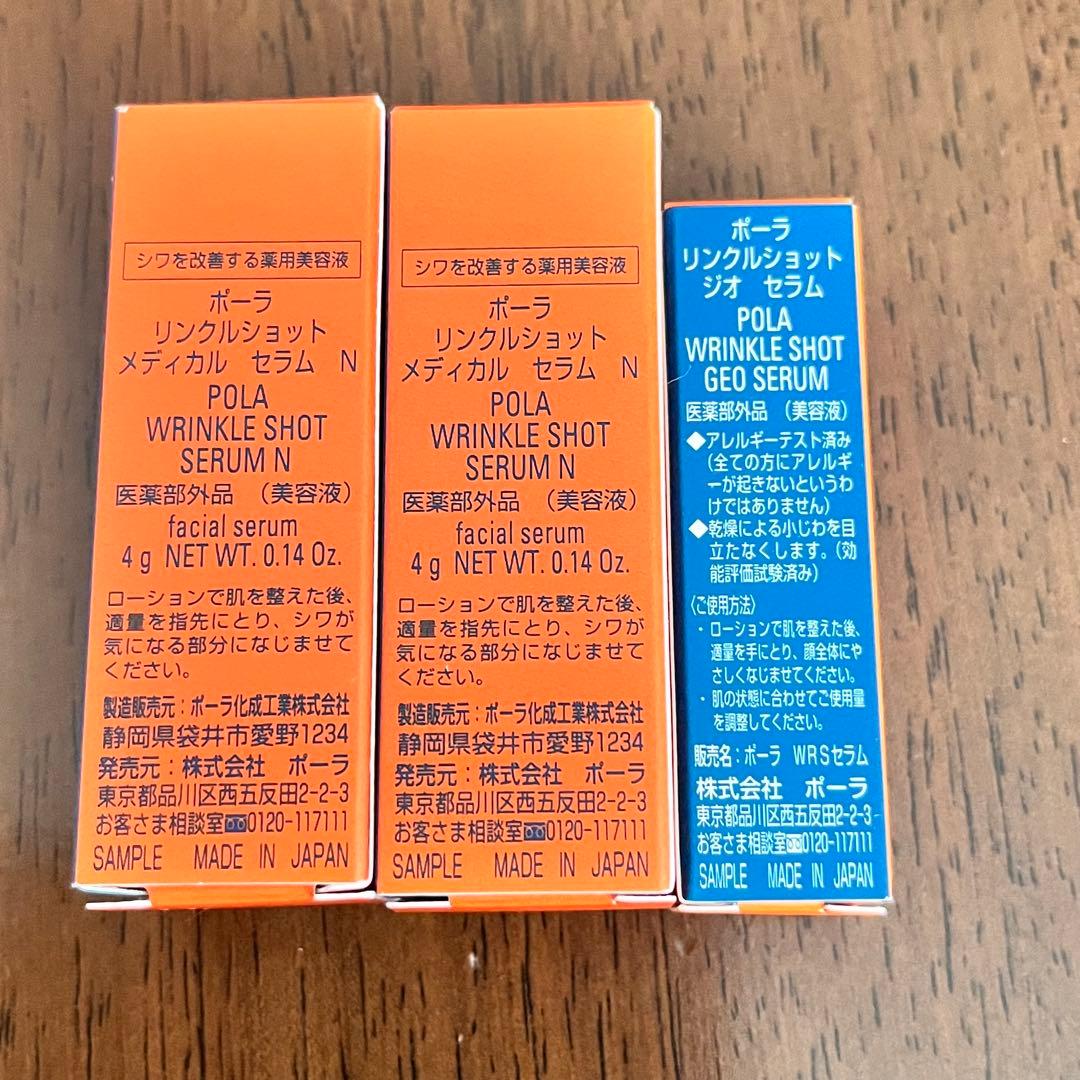 シワを改善する薬用美容液
ポーラ
リンクルショット
メディカル セラム N
POLA
WRINKLE SHOT
SERUM N
医薬部外品 （美容液）
facial serum
4 g NET WT. 0.14 Oz.
ローションで肌を整えた後、
適量を指先にとり、シワが
気になる部分になじませて
ください。
製造販売元：ポーラ化成工業株式会社
静岡県袋井市愛野1234
発売元：株式会社 ポーラ
東京都品川区西五反田2-2-3
お客さま相談室0120-117111
SAMPLE MADE IN JAPAN
シワを改善する薬用美容液
ポーラ
リンクルショット
メディカル セラム N
POLA
WRINKLE SHOT
SERUM N
医薬部外品 （美容液）
facial serum
4 g NET WT. 0.14 Oz.
ローションで肌を整えた後、
適量を指先にとり、シワが
気になる部分になじませて
ください。
製造販売元：ポーラ化成工業株式会社
静岡県袋井市愛野1234
発売元：株式会社 ポーラ
東京都品川区西五反田2-2-3
お客さま相談室0120-117111
SAMPLE MADE IN JAPAN
ポーラ
リンクルショット
ジオ セラム
POLA
WRINKLE SHOT
GEO SERUM
医薬部外品 （美容液）
◆アレルギーテスト済み
（全ての方にアレルギ
ーが起きないというわ
けではありません）
◆乾燥による小じわを目
立たなくします。（効
能評価試験済み）
〈ご使用方法〉
・ローションで肌を整えた後、
適量を手にとり、顔全体にや
さしくなじませてください。
・肌の状態に合わせてご使用量
を調整してください。
販売名：ポーラ WRSセラム
株式会社 ポーラ
東京都品川区西五反田2-2-3
お客さま相談室0120-117111
SAMPLE MADE IN JAPAN